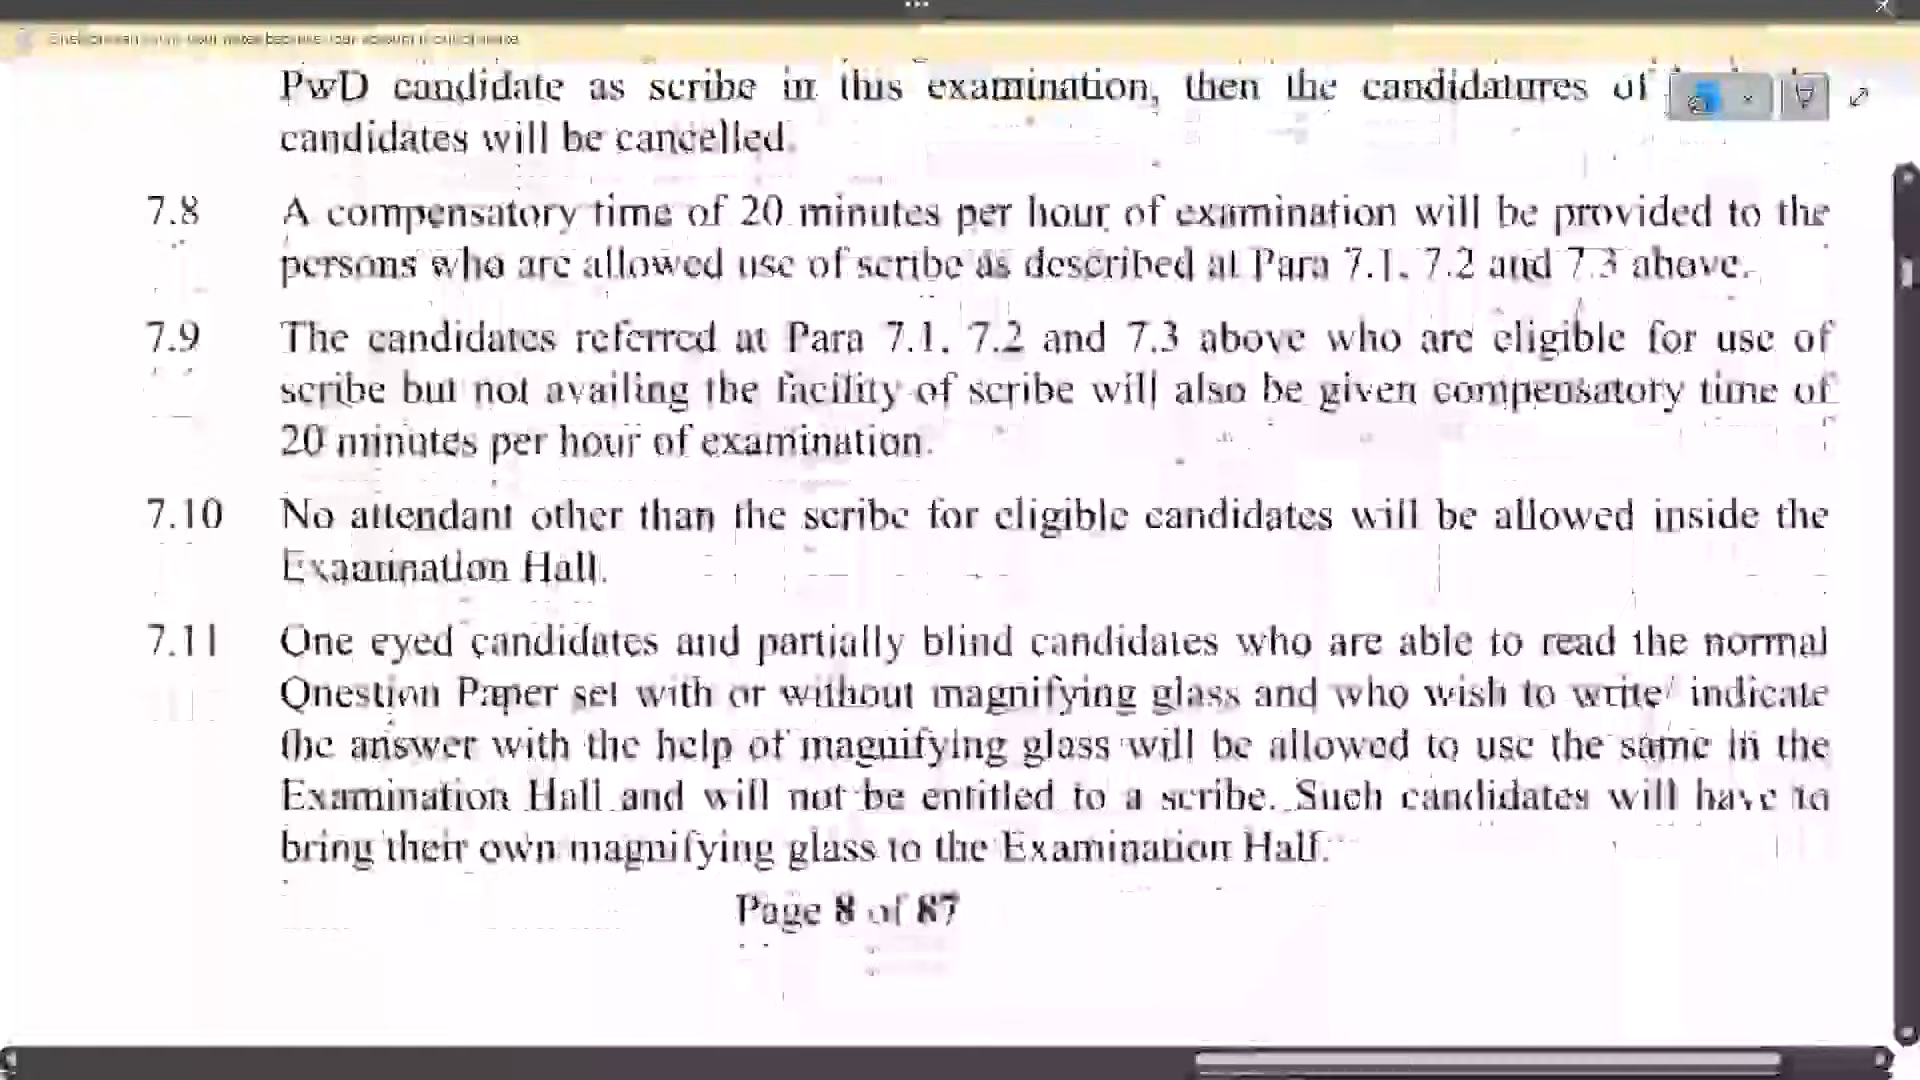 PwD candidate as scribe in this examination, then the candidatures of
candidates will be cancelled.
7.8 A compensatory time of 20 minutes per hour of examination will be provided to the
persons who are allowed use of scribe as described at Para 7.1, 7.2 and 7.3 above.
7.9 The candidates referred at Para 7.1, 7.2 and 7.3 above who are eligible for use of
scribe but not availing the facility of scribe will also be given compensatory time of
20 minutes per hour of examination.
7.10 No attendant other than the scribe for eligible candidates will be allowed inside the
Examination Hall.
7.11 One eyed candidates and partially blind candidates who are able to read the normal
Question Paper set with or without magnifying glass and who wish to write/ indicate
the answer with the help of magnifying glass will be allowed to use the same in the
Examination Hall and will not be entitled to a scribe. Such candidates will have to
bring their own magnifying glass to the Examination Hall.
Page 8 of 87